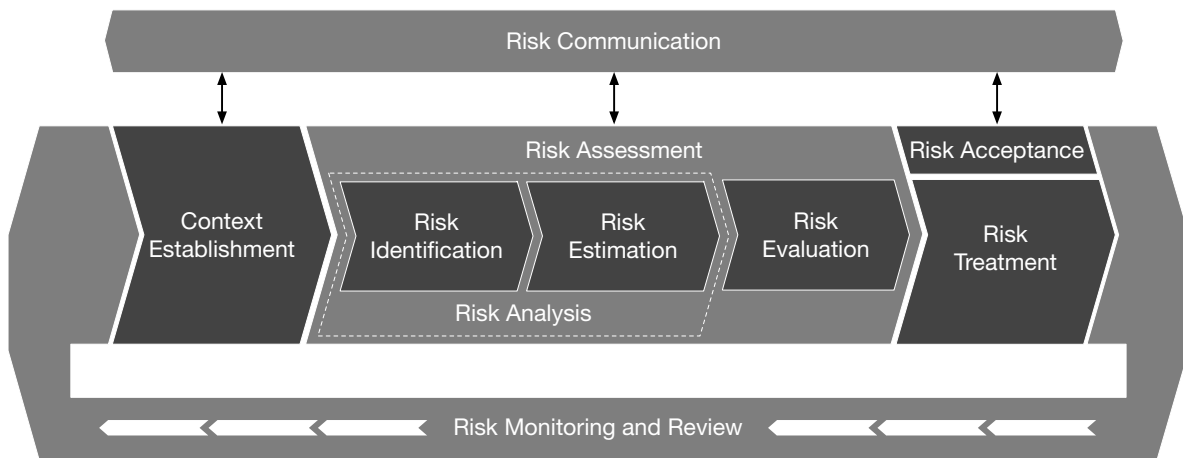 Risk Communication
Risk Assessment
Risk Acceptance
Context
Establishment
Risk
Identification
Risk
Estimation
Risk
Evaluation
Risk
Treatment
Risk Analysis
Risk Monitoring and Review